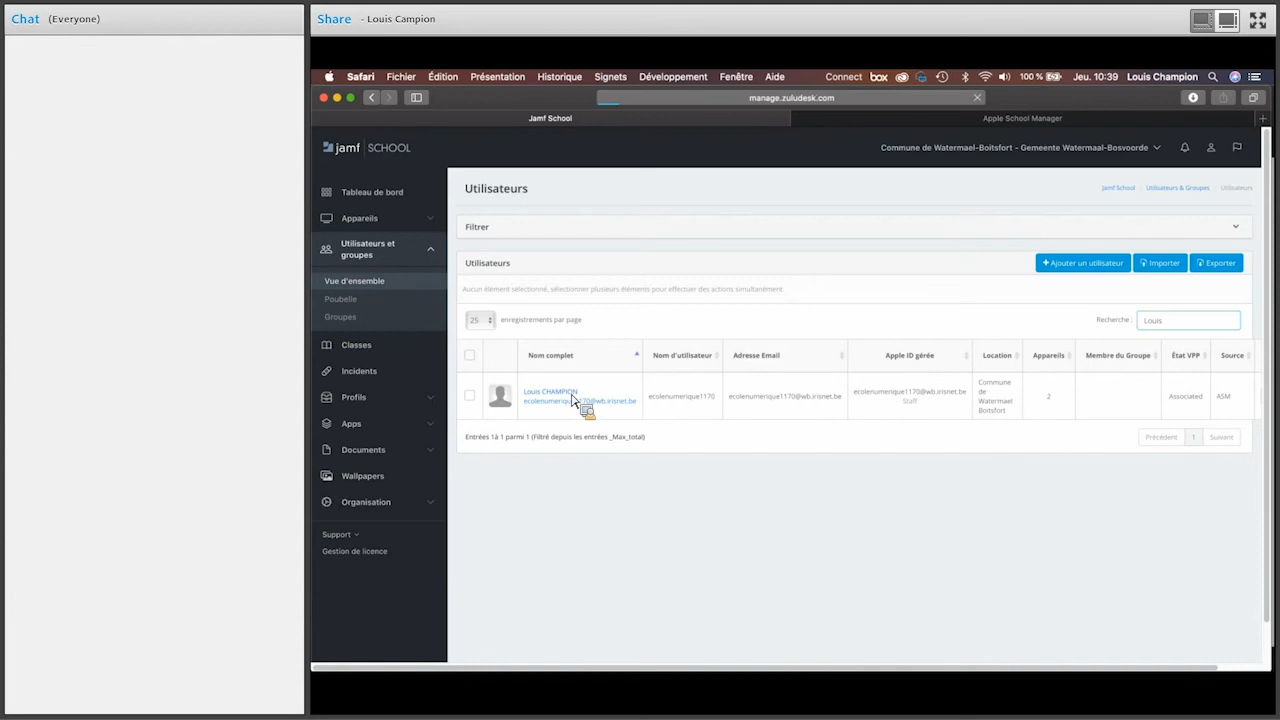 Chat (Everyone)
Share - Louis Campion
Safari Fichier Édition Présentation Historique Signets Développement Fenêtre Aide Connect box 100 % Jeu. 10:39 Louis Champion
manage.zuludesk.com
Jamf School Apple School Manager
jamf | SCHOOL
Commune de Watermael-Boitsfort - Gemeente Watermaal-Bosvoorde
Tableau de bord
Appareils
Utilisateurs et
groupes
Vue d'ensemble
Poubelle
Groupes
Classes
Incidents
Profils
Apps
Documents
Wallpapers
Organisation
Support
Gestion de licence
Utilisateurs
Jamf School Utilisateurs & Groupes Utilisateurs
Filtrer
Utilisateurs
+ Ajouter un utilisateur Importer Exporter
Aucun élément sélectionné, sélectionner plusieurs éléments pour effectuer des actions simultanément
25 enregistrements par page
Recherche : Louis
Nom complet Nom d'utilisateur Adresse Email Apple ID gérée Location Appareils Membre du Groupe État VPP Source
Louis CHAMPION
ecolenumerique1170@wb.irisnet.be
ecolenumerique1170
ecolenumerique1170@wb.irisnet.be
ecolenumerique1170@wb.irisnet.be
Staff
Commune
de
Watermael
Boitsfort
2
Associated
ASM
Entrées 1à 1 parmi 1 (Filtré depuis les entrées _Max_total)
Précédent 1 Suivant